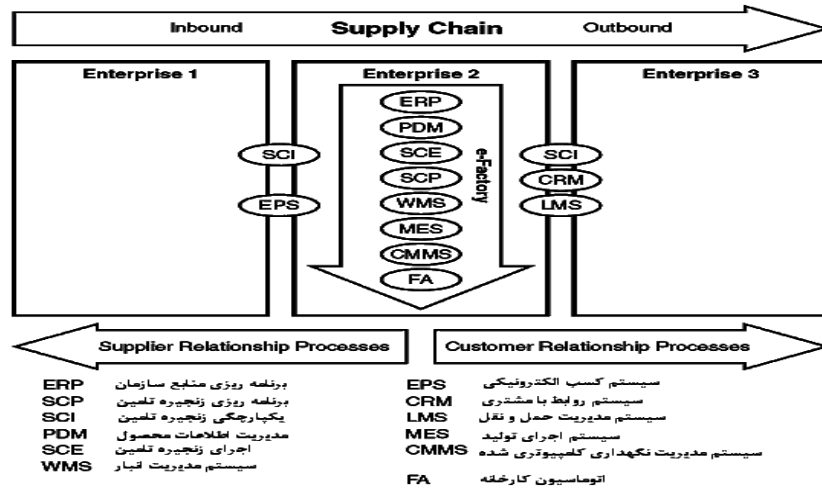 Inbound Supply Chain Outbound
Enterprise 1 Enterprise 2 Enterprise 3
ERP
PDM
SCE
SCP
WMS
MES
CMMS
FA
e-Factory
SCI
EPS
SCI
CRM
LMS
Supplier Relationship Processes
Customer Relationship Processes
ERP برنامه ریزی منابع سازمان
SCP برنامه ریزی زنجیره تامین
SCI یکپارچگی زنجیره تامین
PDM مدیریت اطلاعات محصول
SCE اجرای زنجیره تامین
WMS سیستم مدیریت انبار
EPS سیستم کسب الکترونیکی
CRM سیستم روابط با مشتری
LMS سیستم مدیریت حمل و نقل
MES سیستم اجرای تولید
CMMS سیستم مدیریت نگهداری کامپیوتری شده
FA اتوماسیون کارخانه